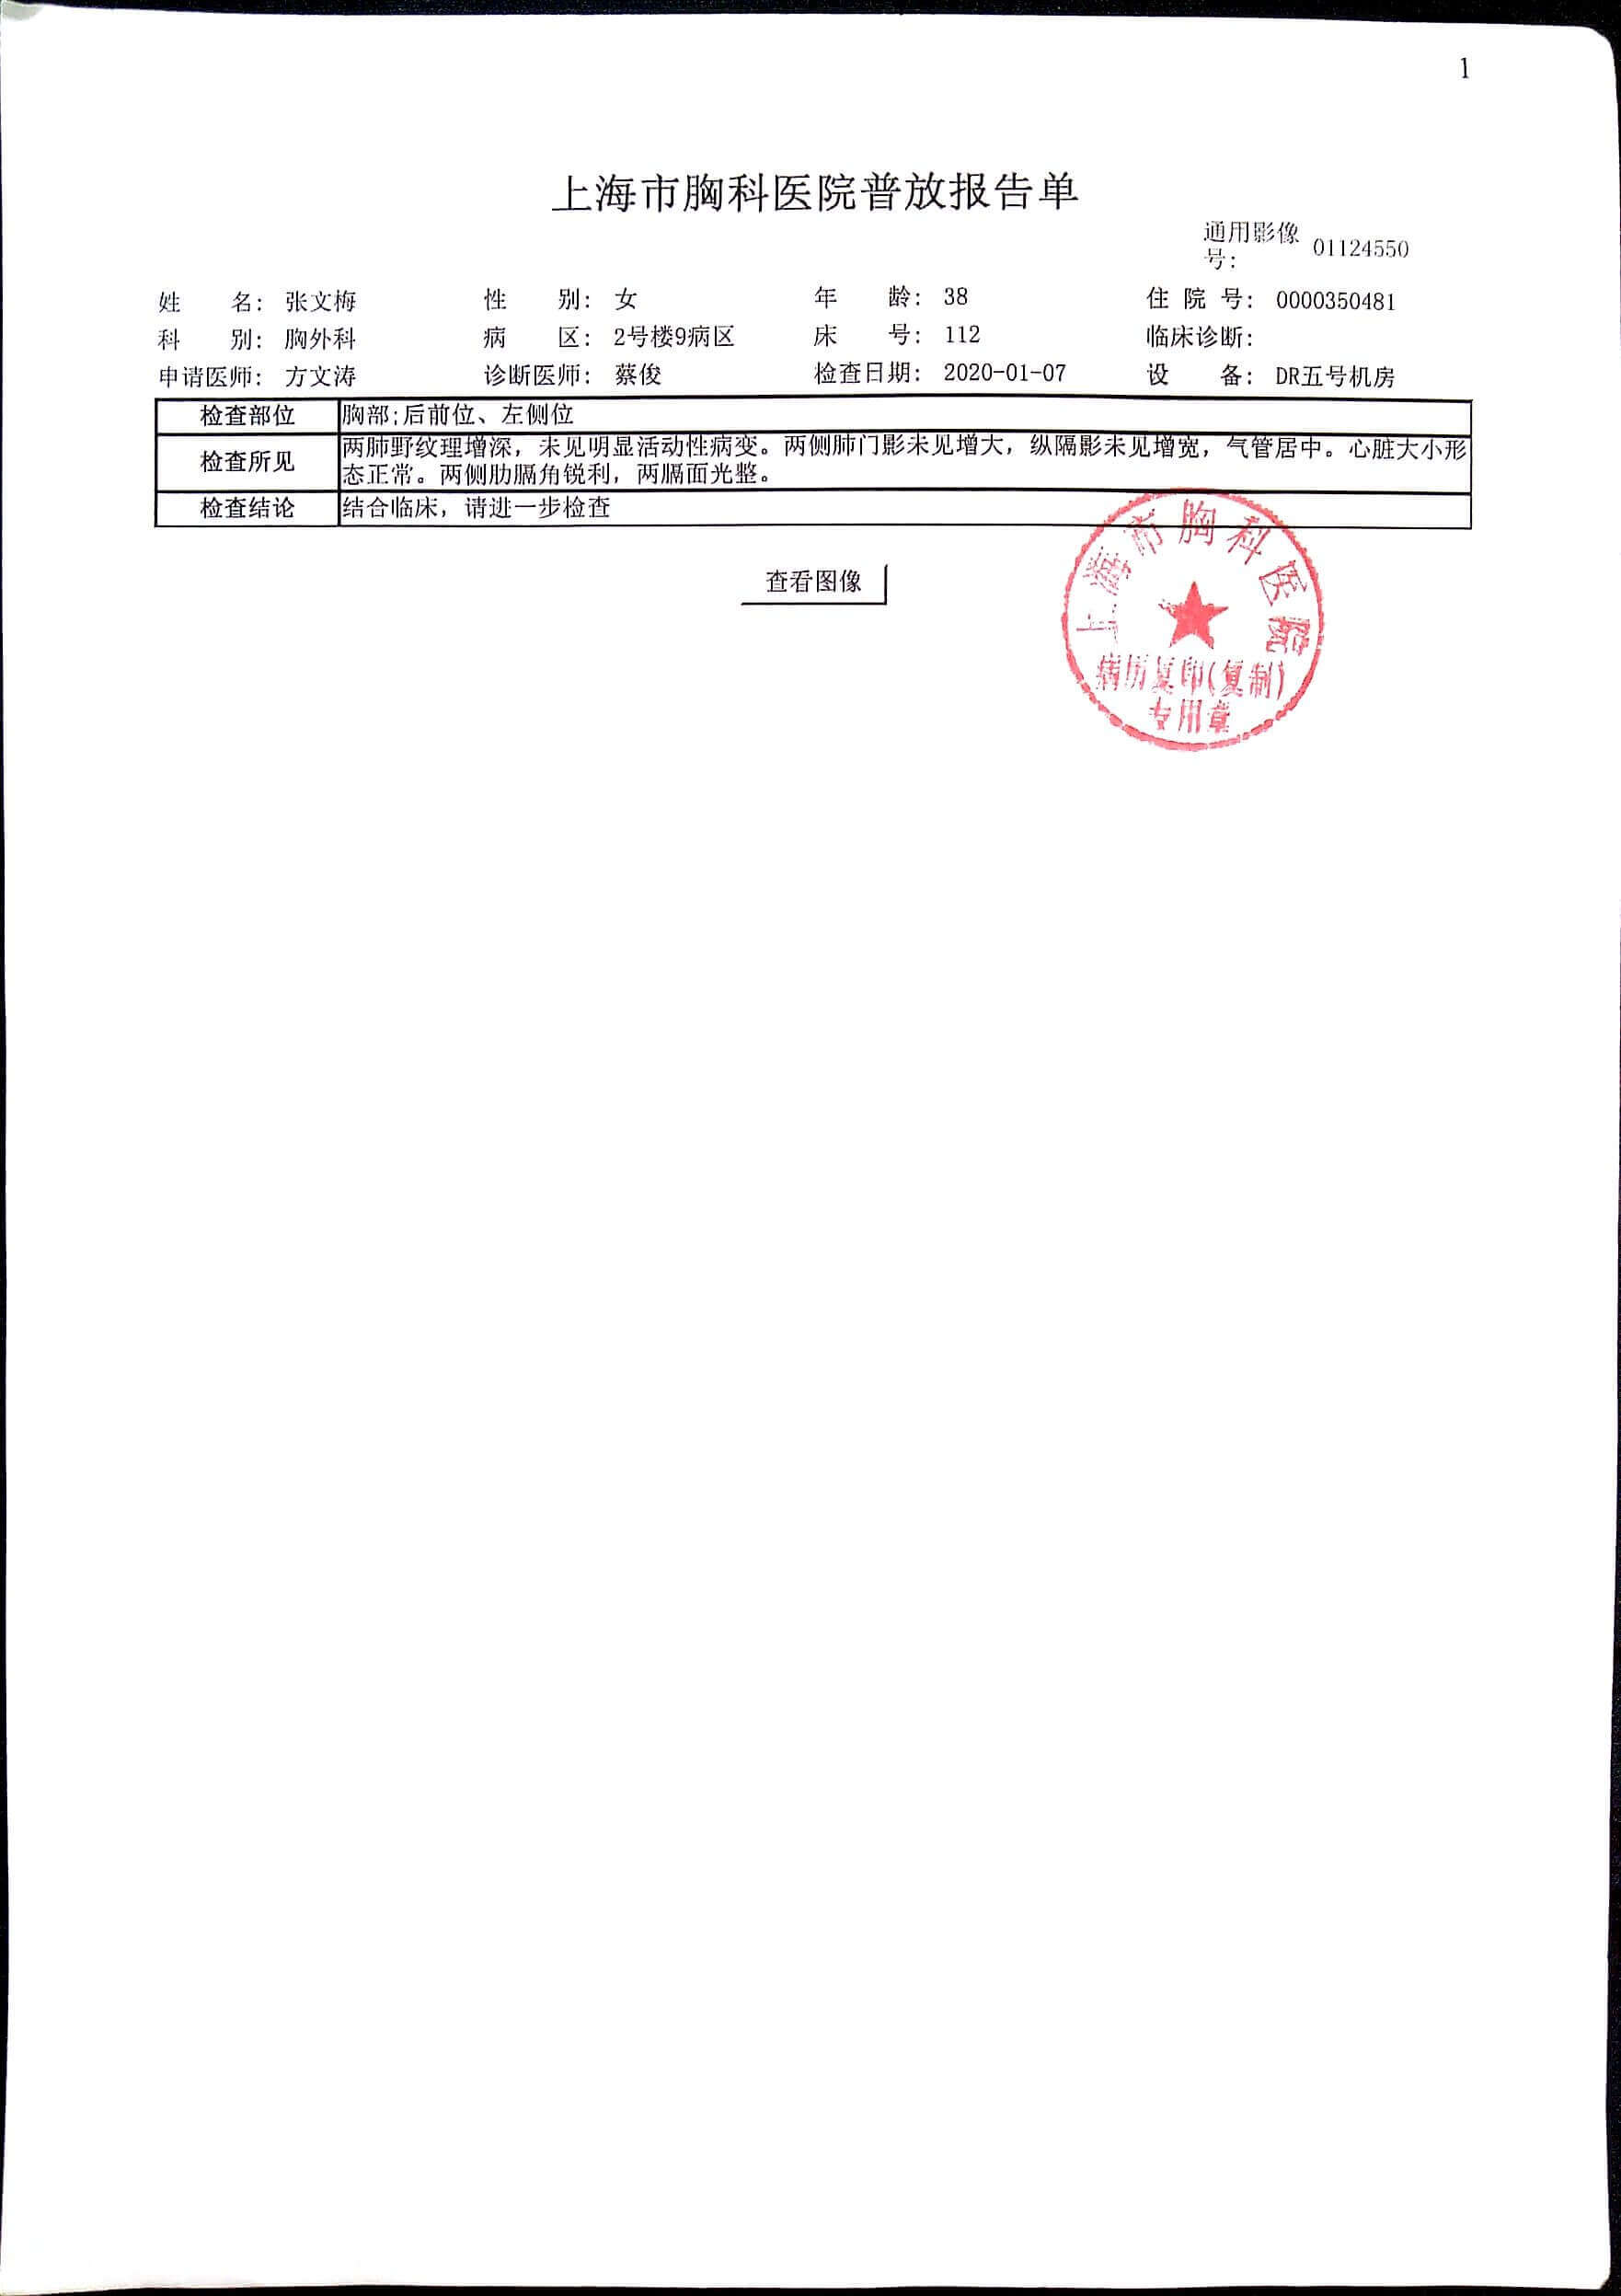 1
上海市胸科医院普放报告单
通用影像号: 01124550
姓 名: 张文梅 性 别: 女 年 龄: 38 住 院 号: 0000350481
科 别: 胸外科 病 区: 2号楼9病区 床 号: 112 临床诊断:
申请医师: 方文涛 诊断医师: 蔡俊 检查日期: 2020-01-07 设 备: DR五号机房
检查部位 胸部;后前位、左侧位
检查所见 两肺野纹理增深，未见明显活动性病变。两侧肺门影未见增大，纵隔影未见增宽，气管居中。心脏大小形
态正常。两侧肋膈角锐利，两膈面光整。
检查结论 结合临床，请进一步检查
查看图像
上海市胸科医院
病历复印(复制)
专用章